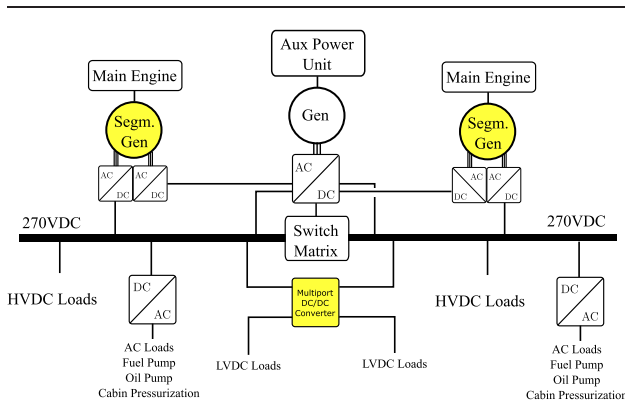 Aux Power
Unit
Main Engine
Main Engine
Segm.
Gen
Gen
Segm.
Gen
AC
DC
AC
DC
AC
DC
AC
DC
AC
DC
270VDC
270VDC
Switch
Matrix
HVDC Loads
DC
AC
Multiport
DC/DC
Converter
HVDC Loads
DC
AC
AC Loads
Fuel Pump
Oil Pump
Cabin Pressurization
LVDC Loads
LVDC Loads
AC Loads
Fuel Pump
Oil Pump
Cabin Pressurization